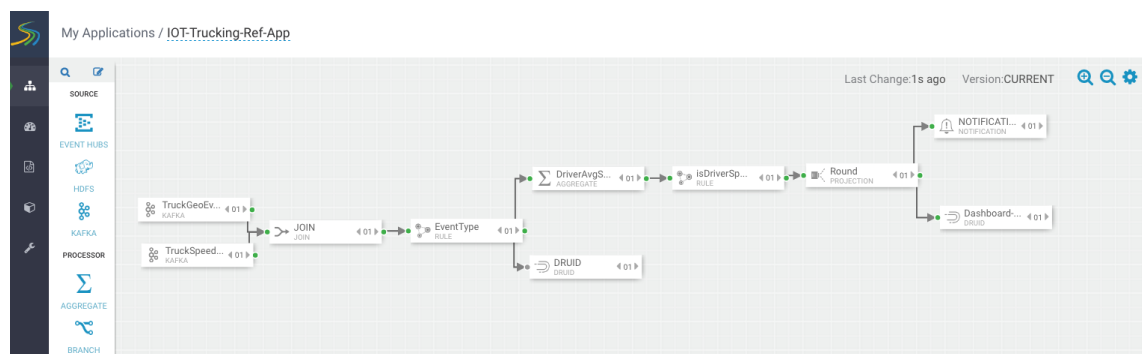 My Applications / IOT-Trucking-Ref-App
Last Change:1s ago Version:CURRENT
SOURCE
EVENT HUBS
HDFS
KAFKA
PROCESSOR
AGGREGATE
BRANCH
TruckGeoEv... 01
KAFKA
TruckSpeed... 01
KAFKA
JOIN 01
JOIN
EventType 01
RULE
DriverAvgS... 01
AGGREGATE
DRUID 01
DRUID
isDriverSp... 01
RULE
Round 01
PROJECTION
NOTIFICATI... 01
NOTIFICATION
Dashboard-... 01
DRUID